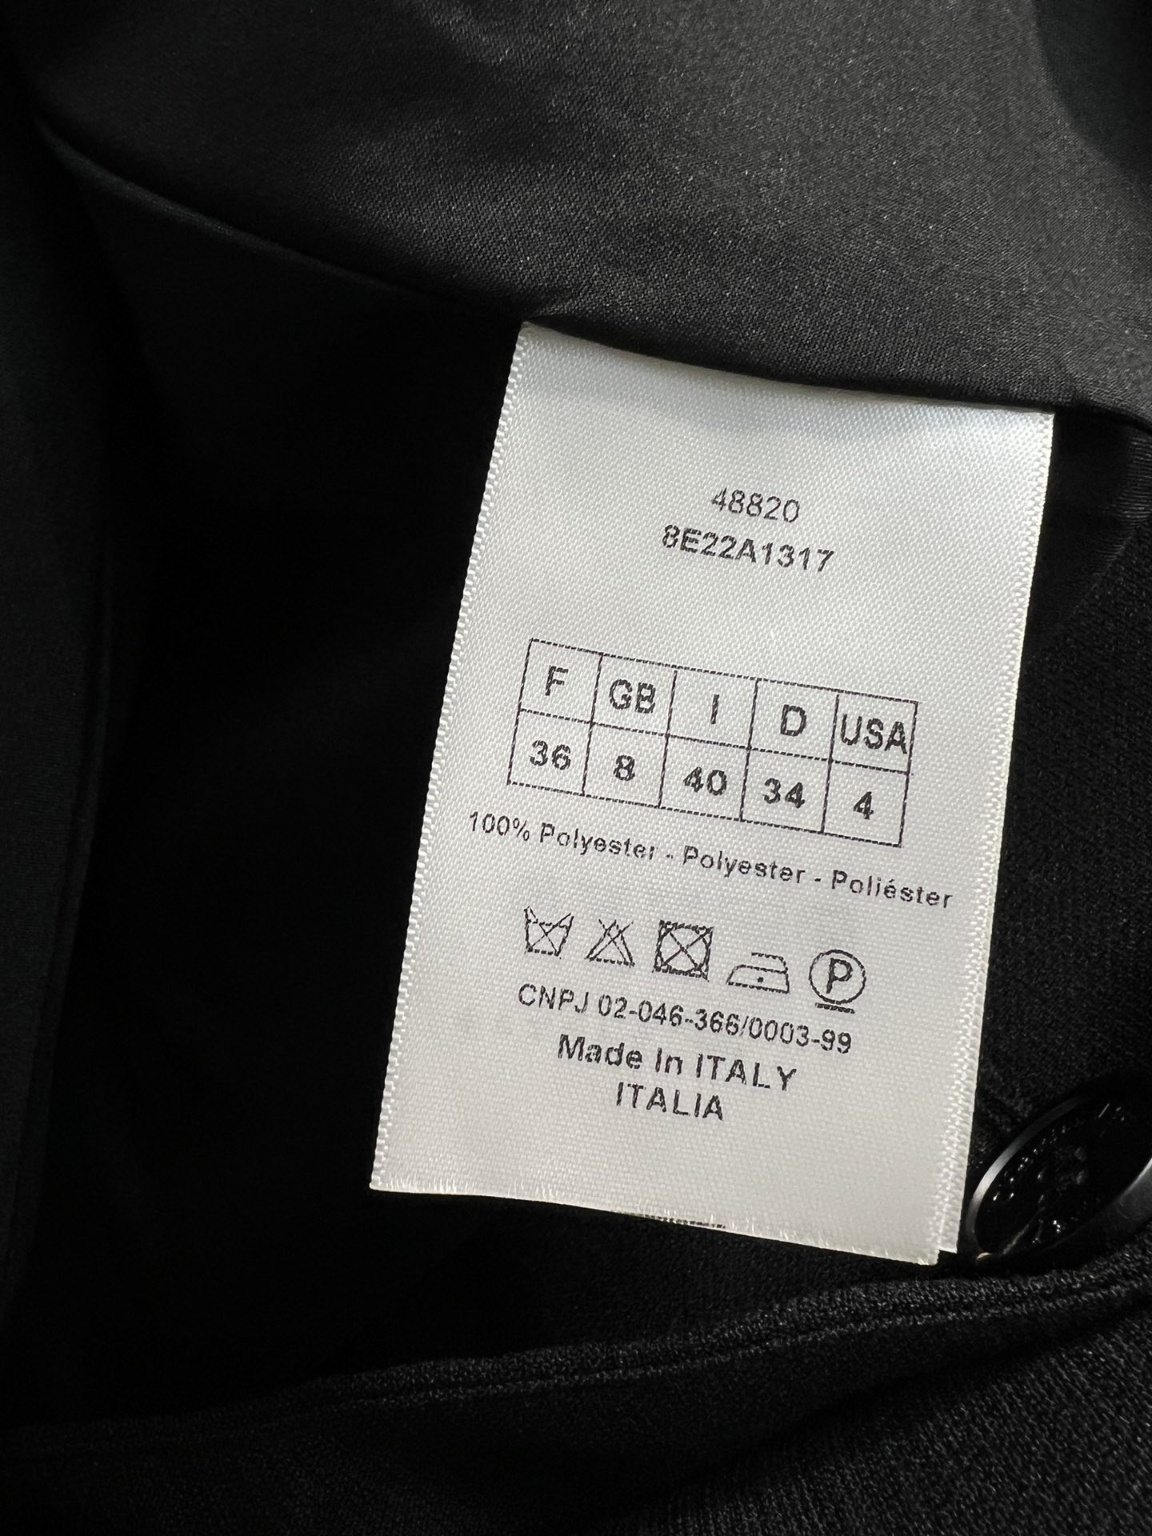 48820
8E22A1317
F GB I D USA
36 8 40 34 4
100% Polyester - Polyester - Poliéster
P
CNPJ 02-046-366/0003-99
Made In ITALY
ITALIA